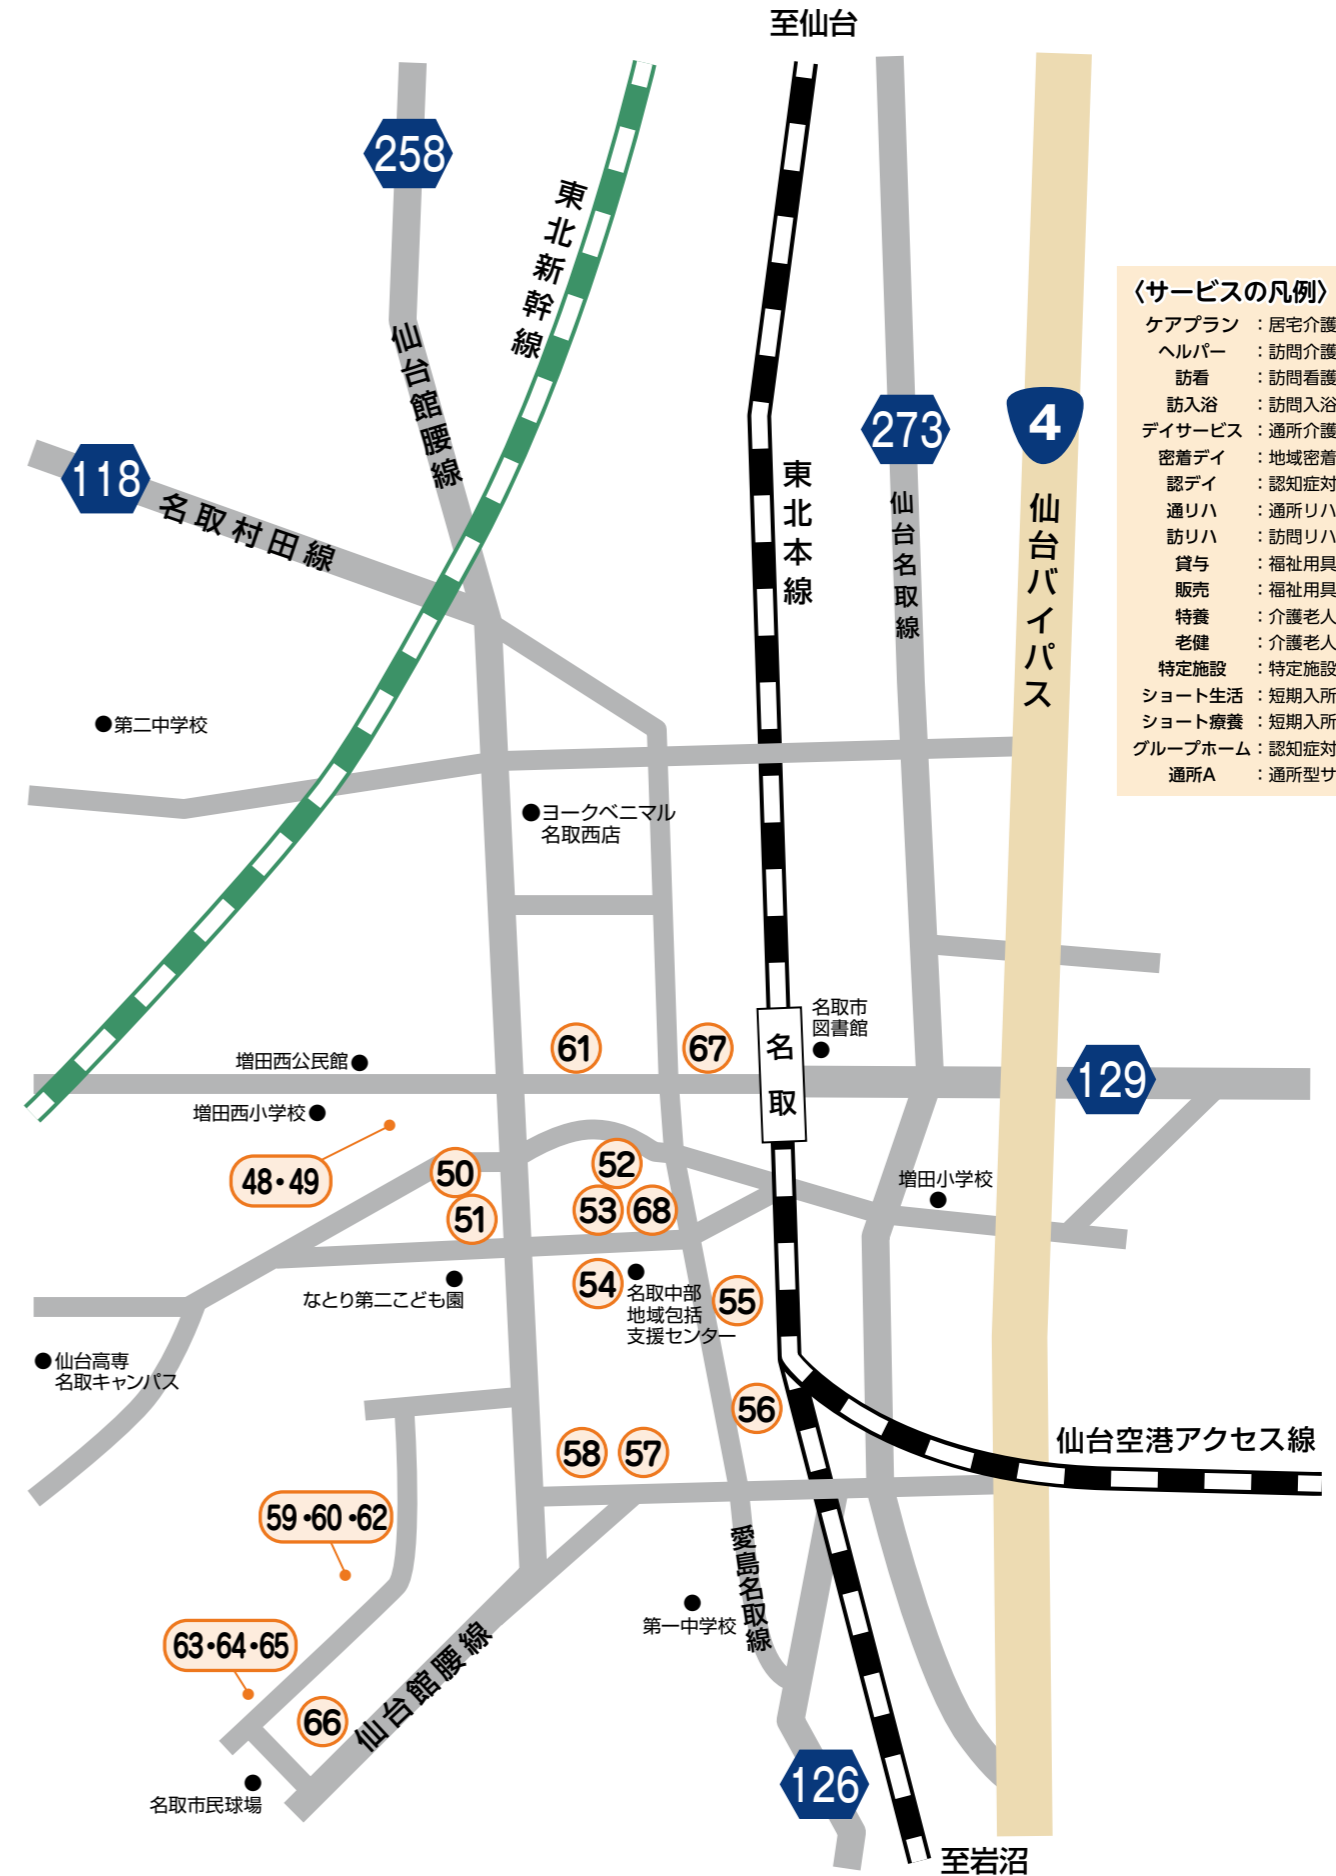 至仙台
258
東北新幹線
仙台館腰線
〈サービスの凡例〉
ケアプラン：居宅介護
ヘルパー：訪問介護
訪看：訪問看護
訪入浴：訪問入浴
デイサービス：通所介護
密着デイ：地域密着
認デイ：認知症対
通リハ：通所リハ
訪リハ：訪問リハ
貸与：福祉用具
販売：福祉用具
特養：介護老人
老健：介護老人
特定施設：特定施設
ショート生活：短期入所
ショート療養：短期入所
グループホーム：認知症対
通所A：通所型サ
273
4
118
名取村田線
東北本線
仙台名取線
仙台バイパス
第二中学校
ヨークベニマル
名取西店
名取市
図書館
61
67
名取
増田西公民館
129
増田西小学校
48・49
50
52
51
53
68
増田小学校
54
なとり第二こども園
名取中部
地域包括
支援センター
55
仙台高専
名取キャンパス
56
58
57
仙台空港アクセス線
59・60・62
愛島名取線
第一中学校
63・64・65
仙台館腰線
66
126
名取市民球場
至岩沼